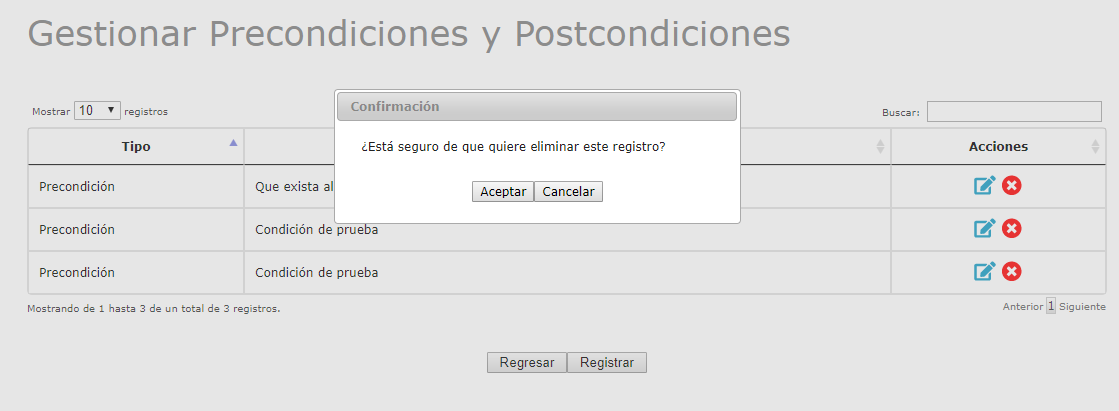 Gestionar Precondiciones y Postcondiciones
Confirmación
Mostrar 10 registros
Buscar:
¿Está seguro de que quiere eliminar este registro?
Aceptar Cancelar
Tipo
Acciones
Precondición
Que exista al
Precondición
Condición de prueba
Precondición
Condición de prueba
Mostrando de 1 hasta 3 de un total de 3 registros.
Anterior 1 Siguiente
Regresar Registrar